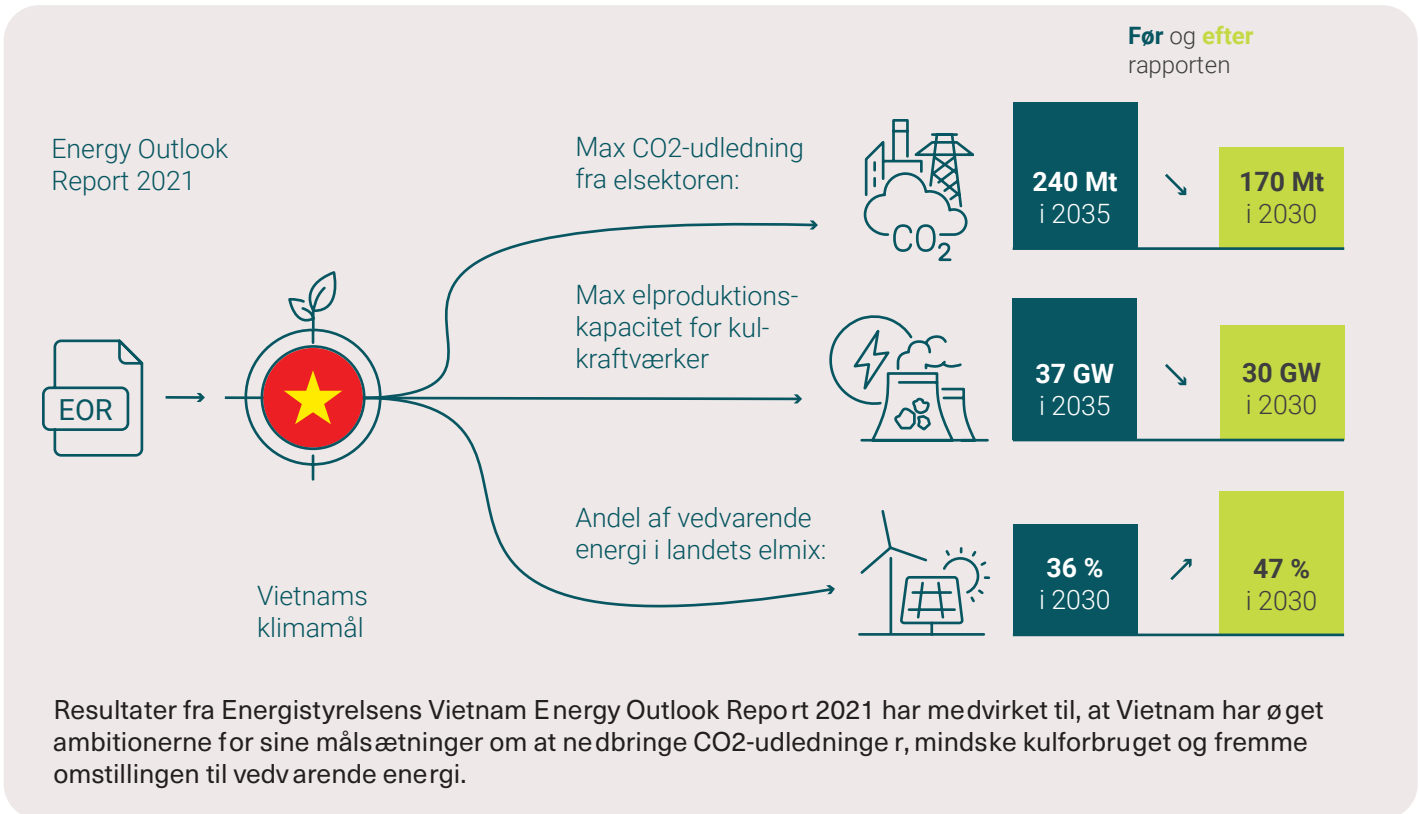 Før og efter
rapporten
Energy Outlook
Report 2021
EOR
Vietnams
klimamål
Max CO2-udledning
fra elsektoren:
CO2
240 Mt
i 2035
170 Mt
i 2030
Max elproduktions-
kapacitet for kul-
kraftværker
37 GW
i 2035
30 GW
i 2030
Andel af vedvarende
energi i landets elmix:
36 %
i 2030
47 %
i 2030
Resultater fra Energistyrelsens Vietnam Energy Outlook Report 2021 har medvirket til, at Vietnam har øget
ambitionerne for sine målsætninger om at nedbringe CO2-udledninge r, mindske kulforbruget og fremme
omstillingen til vedvarende energi.